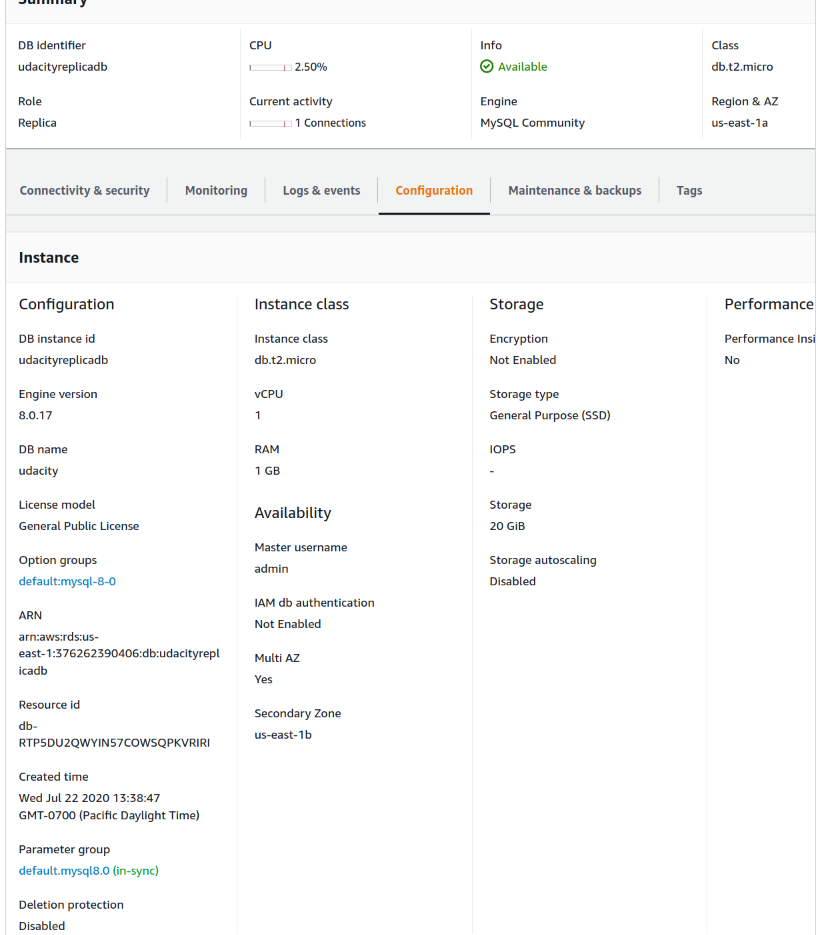 Summary
DB identifier
udacityreplicadb
CPU
2.50%
Info
Available
Class
db.t2.micro
Role
Replica
Current activity
1 Connections
Engine
MySQL Community
Region & AZ
us-east-1a
Connectivity & security
Monitoring
Logs & events
Configuration
Maintenance & backups
Tags
Instance
Configuration
DB instance id
udacityreplicadb
Engine version
8.0.17
DB name
udacity
License model
General Public License
Option groups
default:mysql-8-0
ARN
arn:aws:rds:us-
east-1:376262390406:db:udacityrepl
icadb
Resource id
db-
RTP5DU2QWYIN57COWSQPKVRIRI
Created time
Wed Jul 22 2020 13:38:47
GMT-0700 (Pacific Daylight Time)
Parameter group
default.mysql8.0 (in-sync)
Deletion protection
Disabled
Instance class
Instance class
db.t2.micro
vCPU
1
RAM
1 GB
Availability
Master username
admin
IAM db authentication
Not Enabled
Multi AZ
Yes
Secondary Zone
us-east-1b
Storage
Encryption
Not Enabled
Storage type
General Purpose (SSD)
IOPS
-
Storage
20 GiB
Storage autoscaling
Disabled
Performance
Performance Insi
No